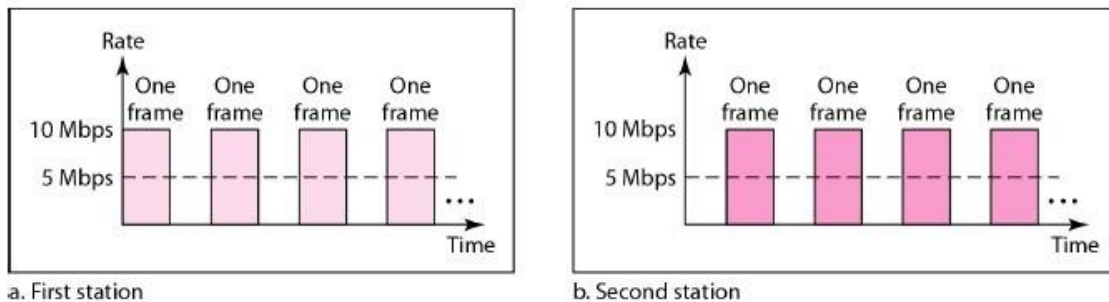 Rate
One One One One
frame frame frame frame
10 Mbps
5 Mbps
...
Time
a. First station
Rate
One One One One
frame frame frame frame
10 Mbps
5 Mbps
...
Time
b. Second station